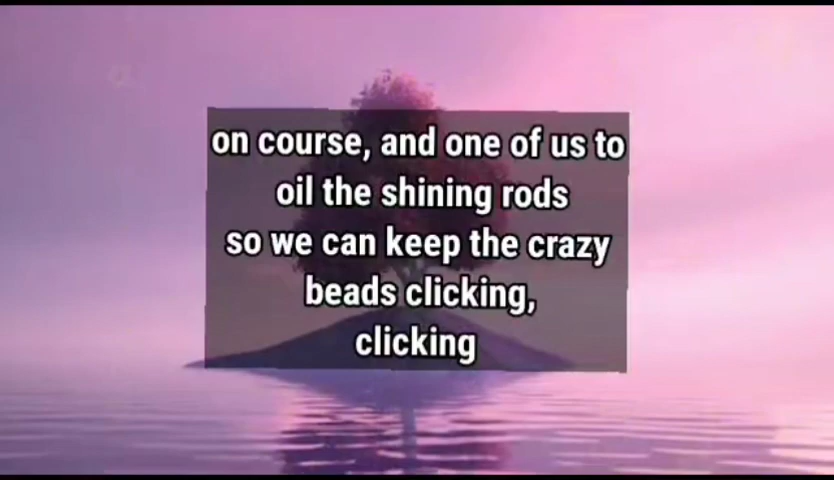 on course, and one of us to
oil the shining rods
so we can keep the crazy
beads clicking,
clicking